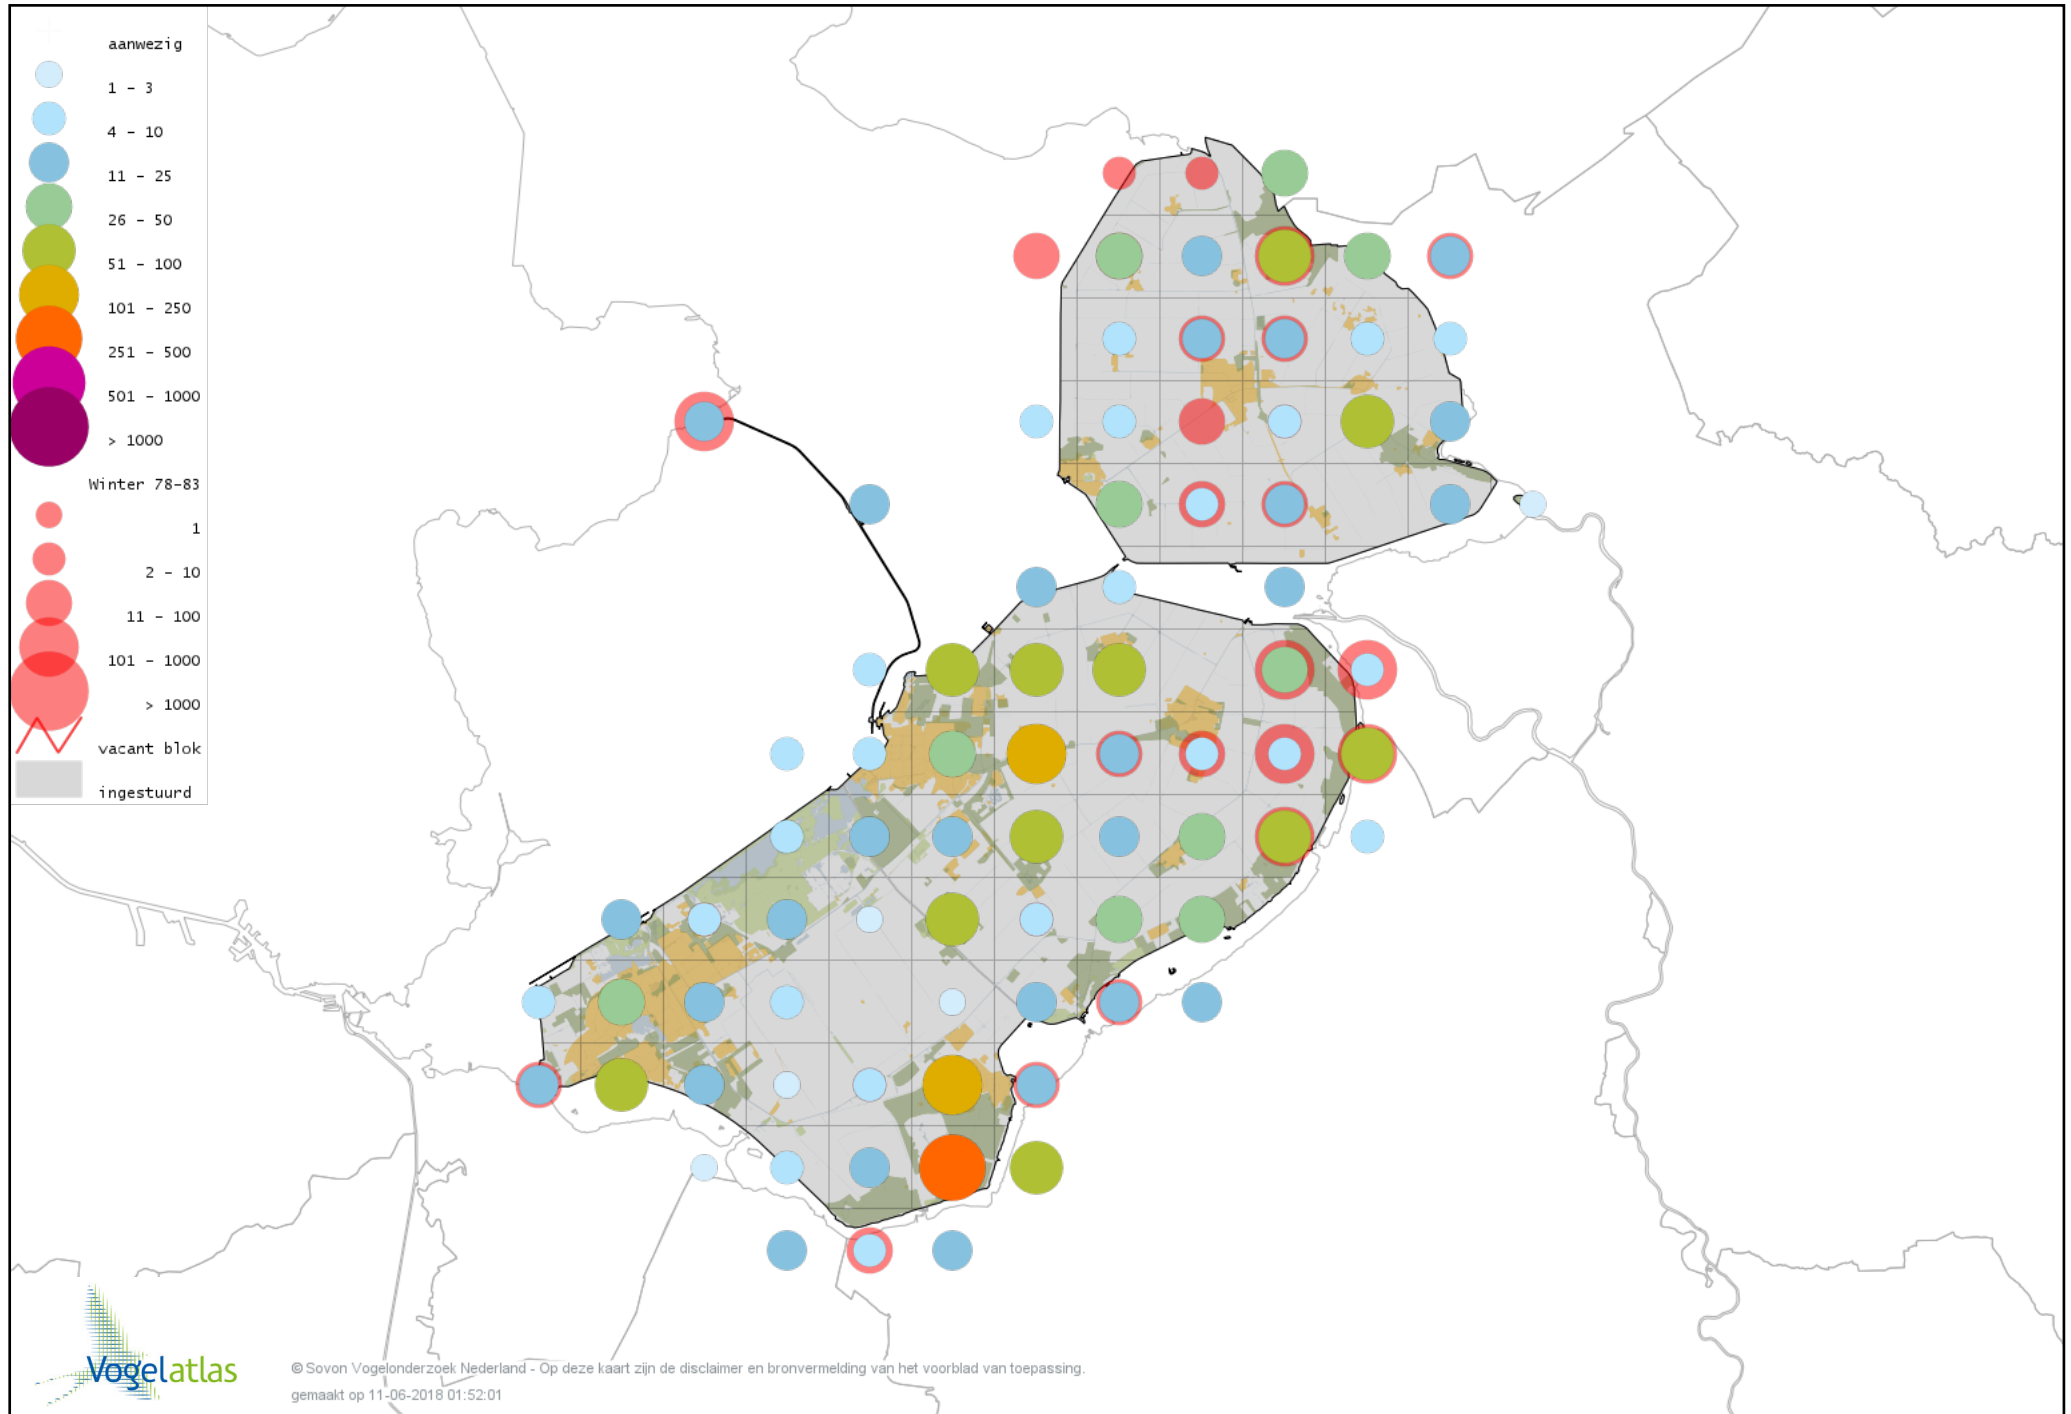 aanwezig
1 - 3
4 - 10
11 - 25
26 - 50
51 - 100
101 - 250
251 - 500
501 - 1000
> 1000
Winter 78-83
1
2 - 10
11 - 100
101 - 1000
> 1000
vacant blok
ingestuurd
Vogelatlas
© Sovon Vogelonderzoek Nederland - Op deze kaart zijn de disclaimer en bronvermelding van het voorblad van toepassing.
gemaakt op 11-06-2018 01:52:01